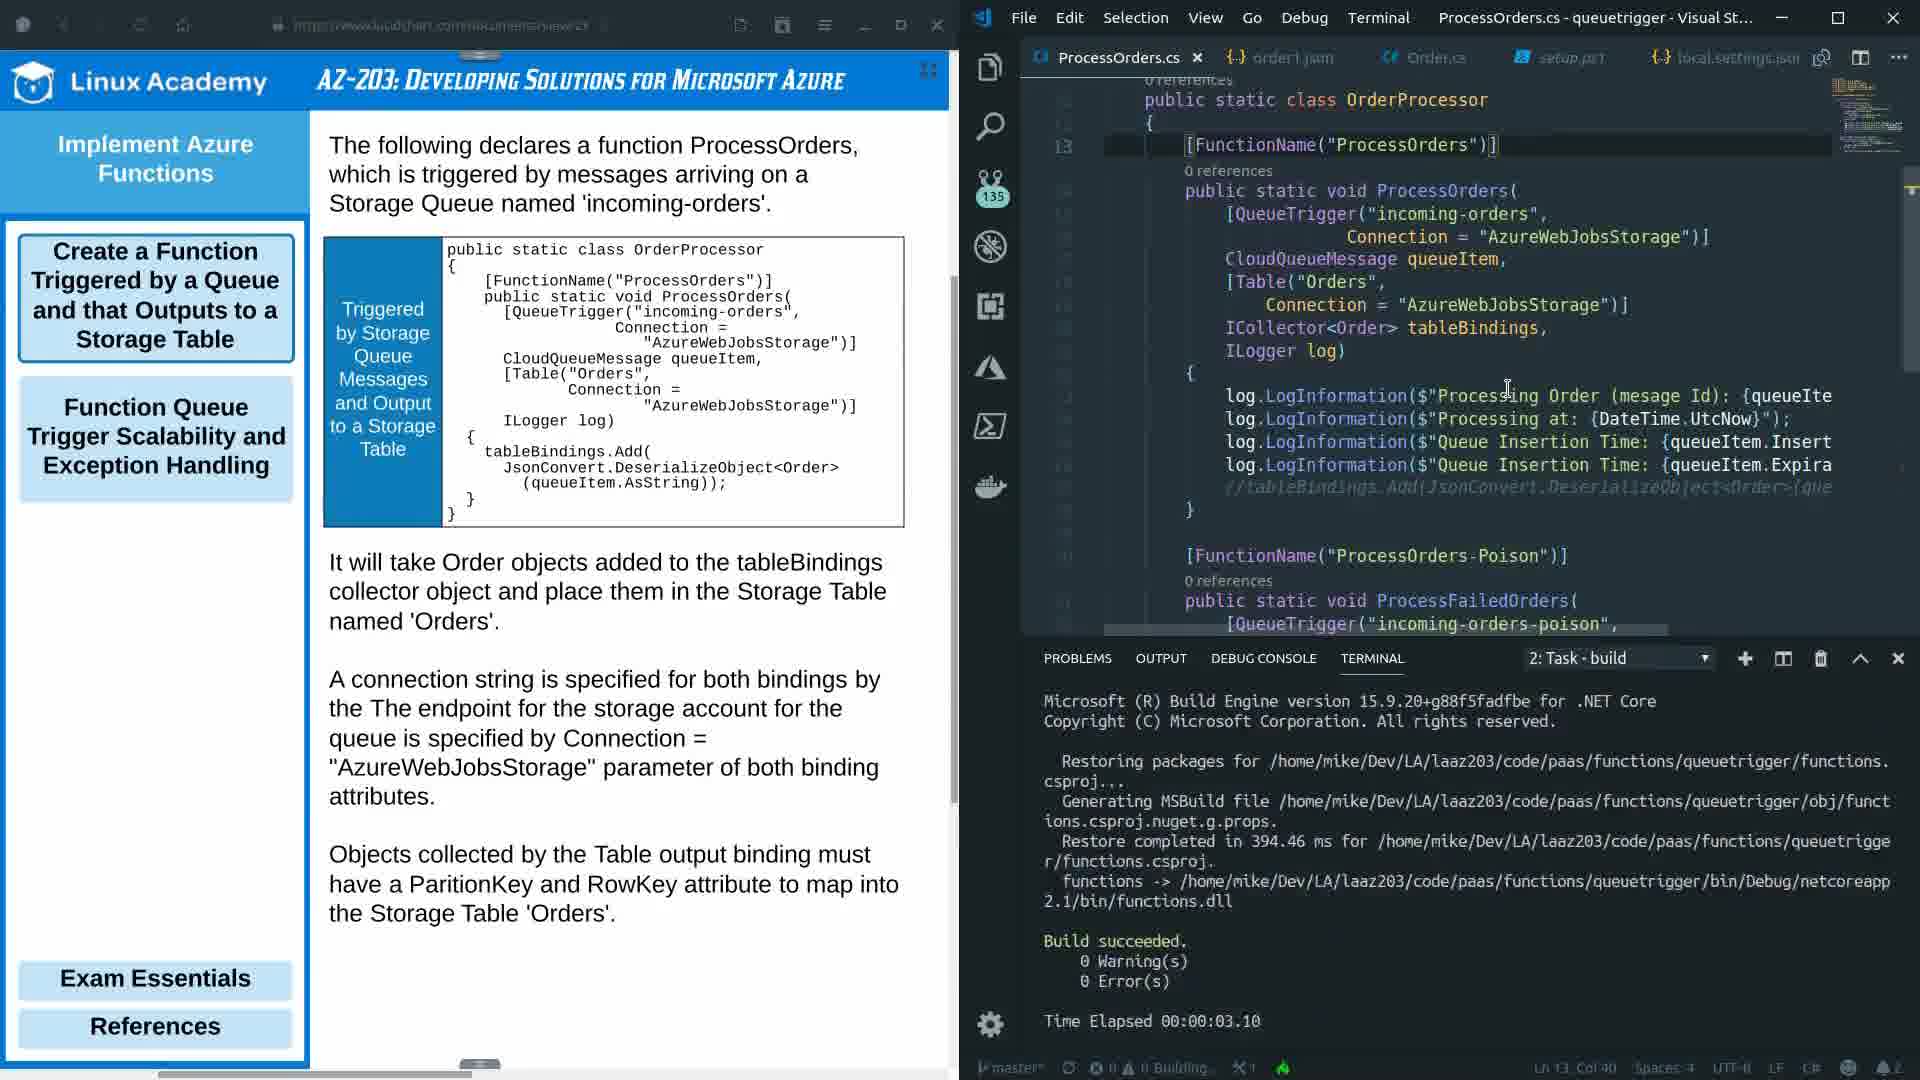 https://www.lucidchart.com/documents/view/29
Linux Academy
AZ-203: Developing Solutions for Microsoft Azure
Implement Azure
Functions
Create a Function
Triggered by a Queue
and that Outputs to a
Storage Table
Function Queue
Trigger Scalability and
Exception Handling
Exam Essentials
References
The following declares a function ProcessOrders,
which is triggered by messages arriving on a
Storage Queue named 'incoming-orders'.
Triggered
by Storage
Queue
Messages
and Output
to a Storage
Table
public static class OrderProcessor
{
[FunctionName("ProcessOrders")]
public static void ProcessOrders(
[QueueTrigger("incoming-orders",
Connection =
"AzureWebJobsStorage")]
CloudQueueMessage queueItem,
[Table("Orders",
Connection =
"AzureWebJobsStorage")]
ILogger log)
{
tableBindings.Add(
JsonConvert.DeserializeObject<Order>
(queueItem.AsString));
}
}
It will take Order objects added to the tableBindings
collector object and place them in the Storage Table
named 'Orders'.
A connection string is specified for both bindings by
the The endpoint for the storage account for the
queue is specified by Connection =
"AzureWebJobsStorage" parameter of both binding
attributes.
Objects collected by the Table output binding must
have a ParitionKey and RowKey attribute to map into
the Storage Table 'Orders'.
File Edit Selection View Go Debug Terminal ProcessOrders.cs - queuetrigger - Visual St...
ProcessOrders.cs order1.json Order.cs setup.ps1 local.settings.json
135
0 references
public static class OrderProcessor
{
13 [FunctionName("ProcessOrders")]
0 references
public static void ProcessOrders(
[QueueTrigger("incoming-orders",
Connection = "AzureWebJobsStorage")]
CloudQueueMessage queueItem,
[Table("Orders",
Connection = "AzureWebJobsStorage")]
ICollector<Order> tableBindings,
ILogger log)
{
log.LogInformation($"Processing Order (mesage Id): {queueIte
log.LogInformation($"Processing at: {DateTime.UtcNow}");
log.LogInformation($"Queue Insertion Time: {queueItem.Insert
log.LogInformation($"Queue Insertion Time: {queueItem.Expira
//tableBindings.Add(JsonConvert.DeserializeObject<Order>(que
}
[FunctionName("ProcessOrders-Poison")]
0 references
public static void ProcessFailedOrders(
[QueueTrigger("incoming-orders-poison",
PROBLEMS OUTPUT DEBUG CONSOLE TERMINAL 2: Task - build
Microsoft (R) Build Engine version 15.9.20+g88f5fadfbe for .NET Core
Copyright (C) Microsoft Corporation. All rights reserved.
Restoring packages for /home/mike/Dev/LA/laaz203/code/paas/functions/queuetrigger/functions.
csproj...
Generating MSBuild file /home/mike/Dev/LA/laaz203/code/paas/functions/queuetrigger/obj/funct
ions.csproj.nuget.g.props.
Restore completed in 394.46 ms for /home/mike/Dev/LA/laaz203/code/paas/functions/queuetrigge
r/functions.csproj.
functions -> /home/mike/Dev/LA/laaz203/code/paas/functions/queuetrigger/bin/Debug/netcoreapp
2.1/bin/functions.dll
Build succeeded.
0 Warning(s)
0 Error(s)
Time Elapsed 00:00:03.10
master* 0 0 Building... 1 Ln 13, Col 40 Spaces: 4 UTF-8 LF C# 2